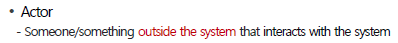 • Actor
- Someone/something outside the system that interacts with the system